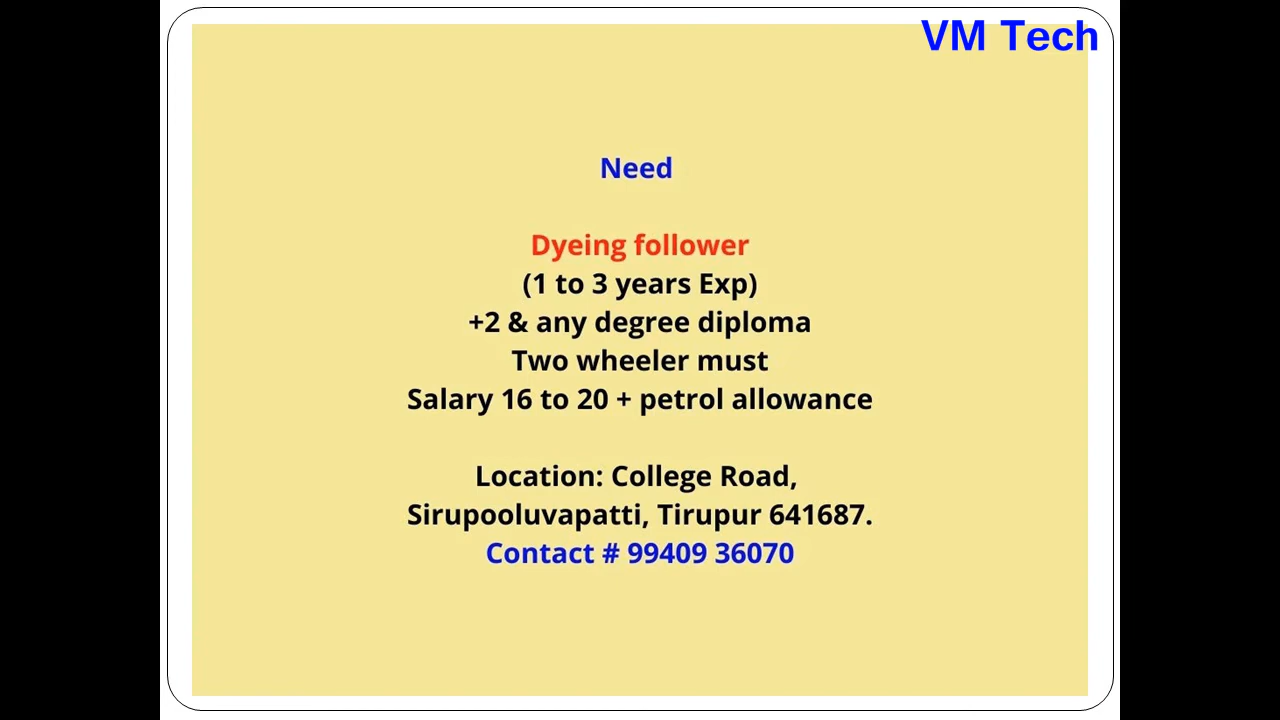 VM Tech
Need
Dyeing follower
(1 to 3 years Exp)
+2 & any degree diploma
Two wheeler must
Salary 16 to 20 + petrol allowance
Location: College Road,
Sirupooluvapatti, Tirupur 641687.
Contact # 99409 36070